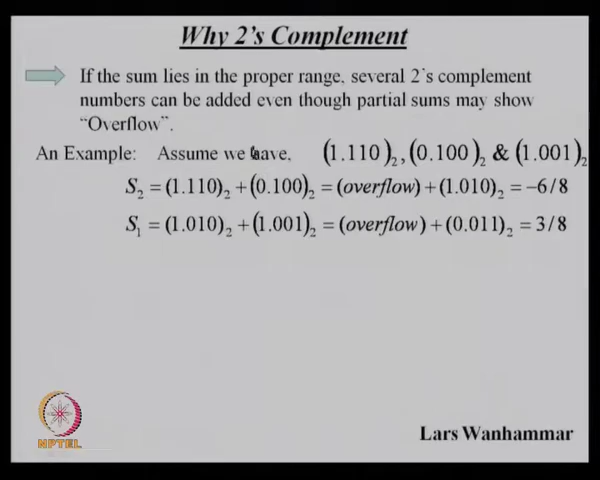 Why 2's Complement
If the sum lies in the proper range, several 2's complement
numbers can be added even though partial sums may show
"Overflow".
An Example: Assume we have, (1.110)₂, (0.100)₂ & (1.001)₂
S₂ = (1.110)₂ + (0.100)₂ = (overflow) + (1.010)₂ = −6/8
S₁ = (1.010)₂ + (1.001)₂ = (overflow) + (0.011)₂ = 3/8
NPTEL
Lars Wanhammar